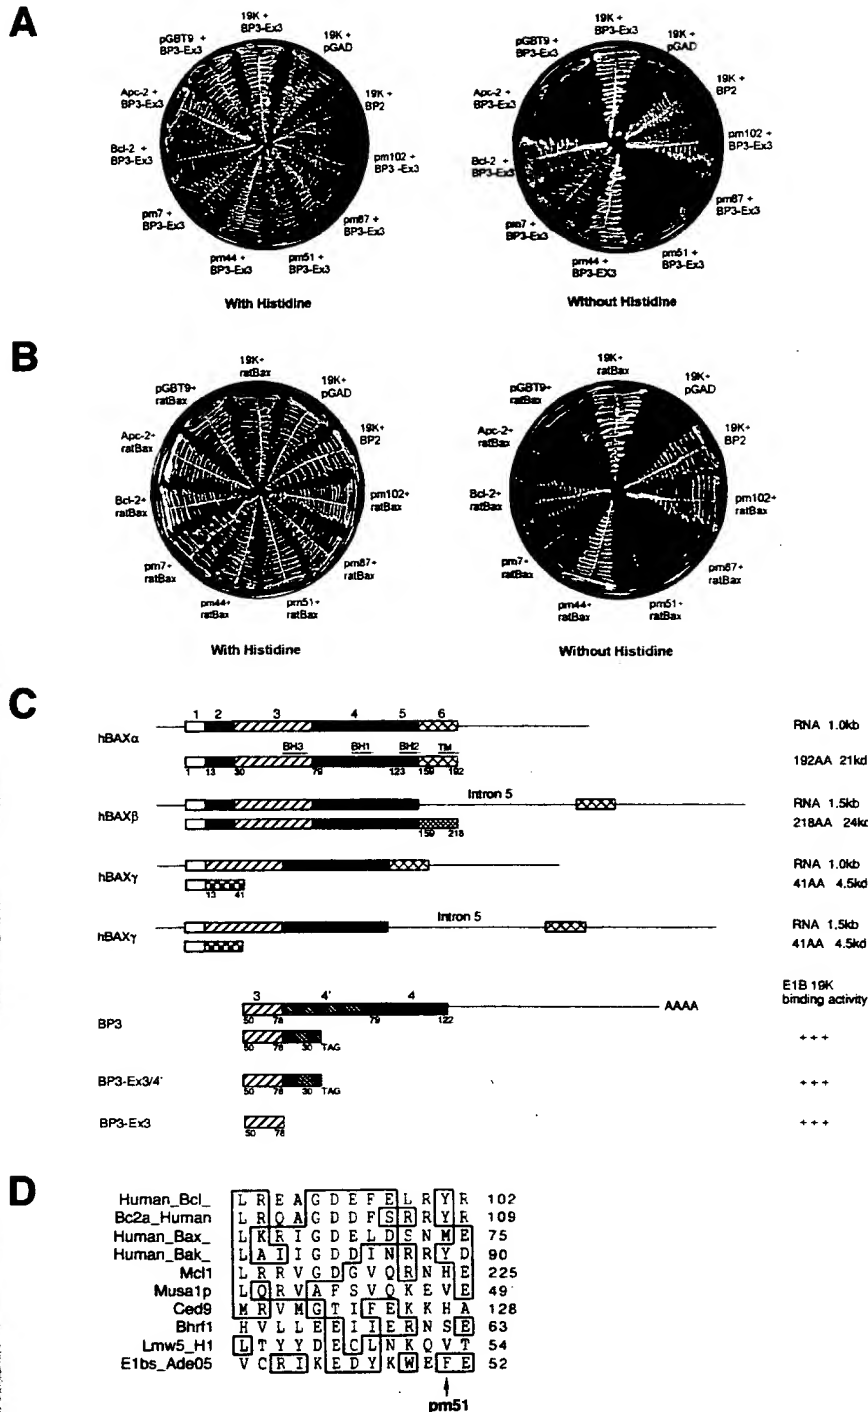 A
19K +
BP3-Ex3
pGBT9 +
BP3-Ex3
19K +
pGAD
Apc-2 +
BP3-Ex3
19K +
BP2
Bcl-2 +
BP3-Ex3
pm102 +
BP3 -Ex3
pm7 +
BP3-Ex3
pm87 +
BP3-Ex3
pm44 +
BP3-Ex3
pm51 +
BP3-Ex3
With Histidine
19K +
BP3-Ex3
pGBT9 +
BP3-Ex3
19K +
pGAD
Apc-2 +
BP3-Ex3
19K +
BP2
Bcl-2 +
BP3-Ex3
pm102 +
BP3-Ex3
pm7 +
BP3-Ex3
pm87 +
BP3-Ex3
pm44 +
BP3-EX3
pm51 +
BP3-Ex3
Without Histidine
B
19K+
ratBax
pGBT9+
ratBax
19K+
pGAD
Apc-2+
ratBax
19K+
BP2
Bcl-2+
ratBax
pm102+
ratBax
pm7+
ratBax
pm87+
ratBax
pm44+
ratBax
pm51+
ratBax
With Histidine
19K+
ratBax
pGBT9+
ratBax
19K+
pGAD
Apc-2+
ratBax
19K+
BP2
Bcl-2+
ratBax
pm102+
ratBax
pm7+
ratBax
pm87+
ratBax
pm44+
ratBax
pm51+
ratBax
Without Histidine
C
1 2 3 4 5 6
hBAXα
RNA 1.0kb
BH3 BH1 BH2 TM
1 13 30 79 123 159 192
192AA 21kd
hBAXβ
Intron 5
RNA 1.5kb
159 218
218AA 24kd
hBAXγ
RNA 1.0kb
13 41
41AA 4.5kd
hBAXγ
Intron 5
RNA 1.5kb
41AA 4.5kd
3 4' 4
E1B 19K
binding activity
BP3
AAAA
50 78 79 122
50 78 30 TAG
+++
BP3-Ex3/4'
50 78 30 TAG
+++
BP3-Ex3
50 78
+++
D
Human_Bcl_ L R E A G D E F E L R Y R 102
Bc2a_Human L R Q A G D D F S R R Y R 109
Human_Bax_ L K R I G D E L D S N M E 75
Human_Bak_ L A I I G D D I N R R Y D 90
Mcl1 L R R V G D G V Q R N H E 225
Musa1p L Q R V A F S V Q K E V E 49
Ced9 M R V M G T I F E K K H A 128
Bhrf1 H V L L E E I I E R N S E 63
Lmw5_H1 L T Y Y D E C L N K Q V T 54
E1bs_Ade05 V C R I K E D Y K W E F E 52
pm51